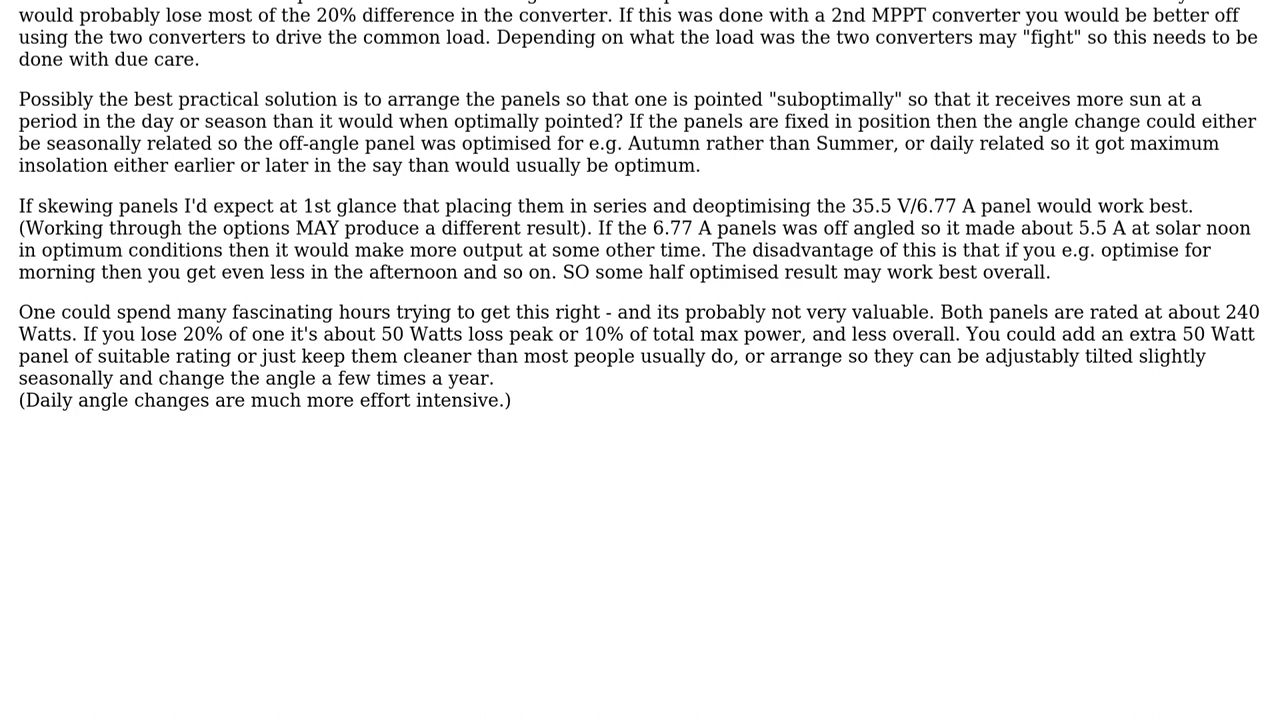 would probably lose most of the 20% difference in the converter. If this was done with a 2nd MPPT converter you would be better off
using the two converters to drive the common load. Depending on what the load was the two converters may "fight" so this needs to be
done with due care.
Possibly the best practical solution is to arrange the panels so that one is pointed "suboptimally" so that it receives more sun at a
period in the day or season than it would when optimally pointed? If the panels are fixed in position then the angle change could either
be seasonally related so the off-angle panel was optimised for e.g. Autumn rather than Summer, or daily related so it got maximum
insolation either earlier or later in the say than would usually be optimum.
If skewing panels I'd expect at 1st glance that placing them in series and deoptimising the 35.5 V/6.77 A panel would work best.
(Working through the options MAY produce a different result). If the 6.77 A panels was off angled so it made about 5.5 A at solar noon
in optimum conditions then it would make more output at some other time. The disadvantage of this is that if you e.g. optimise for
morning then you get even less in the afternoon and so on. SO some half optimised result may work best overall.
One could spend many fascinating hours trying to get this right - and its probably not very valuable. Both panels are rated at about 240
Watts. If you lose 20% of one it's about 50 Watts loss peak or 10% of total max power, and less overall. You could add an extra 50 Watt
panel of suitable rating or just keep them cleaner than most people usually do, or arrange so they can be adjustably tilted slightly
seasonally and change the angle a few times a year.
(Daily angle changes are much more effort intensive.)